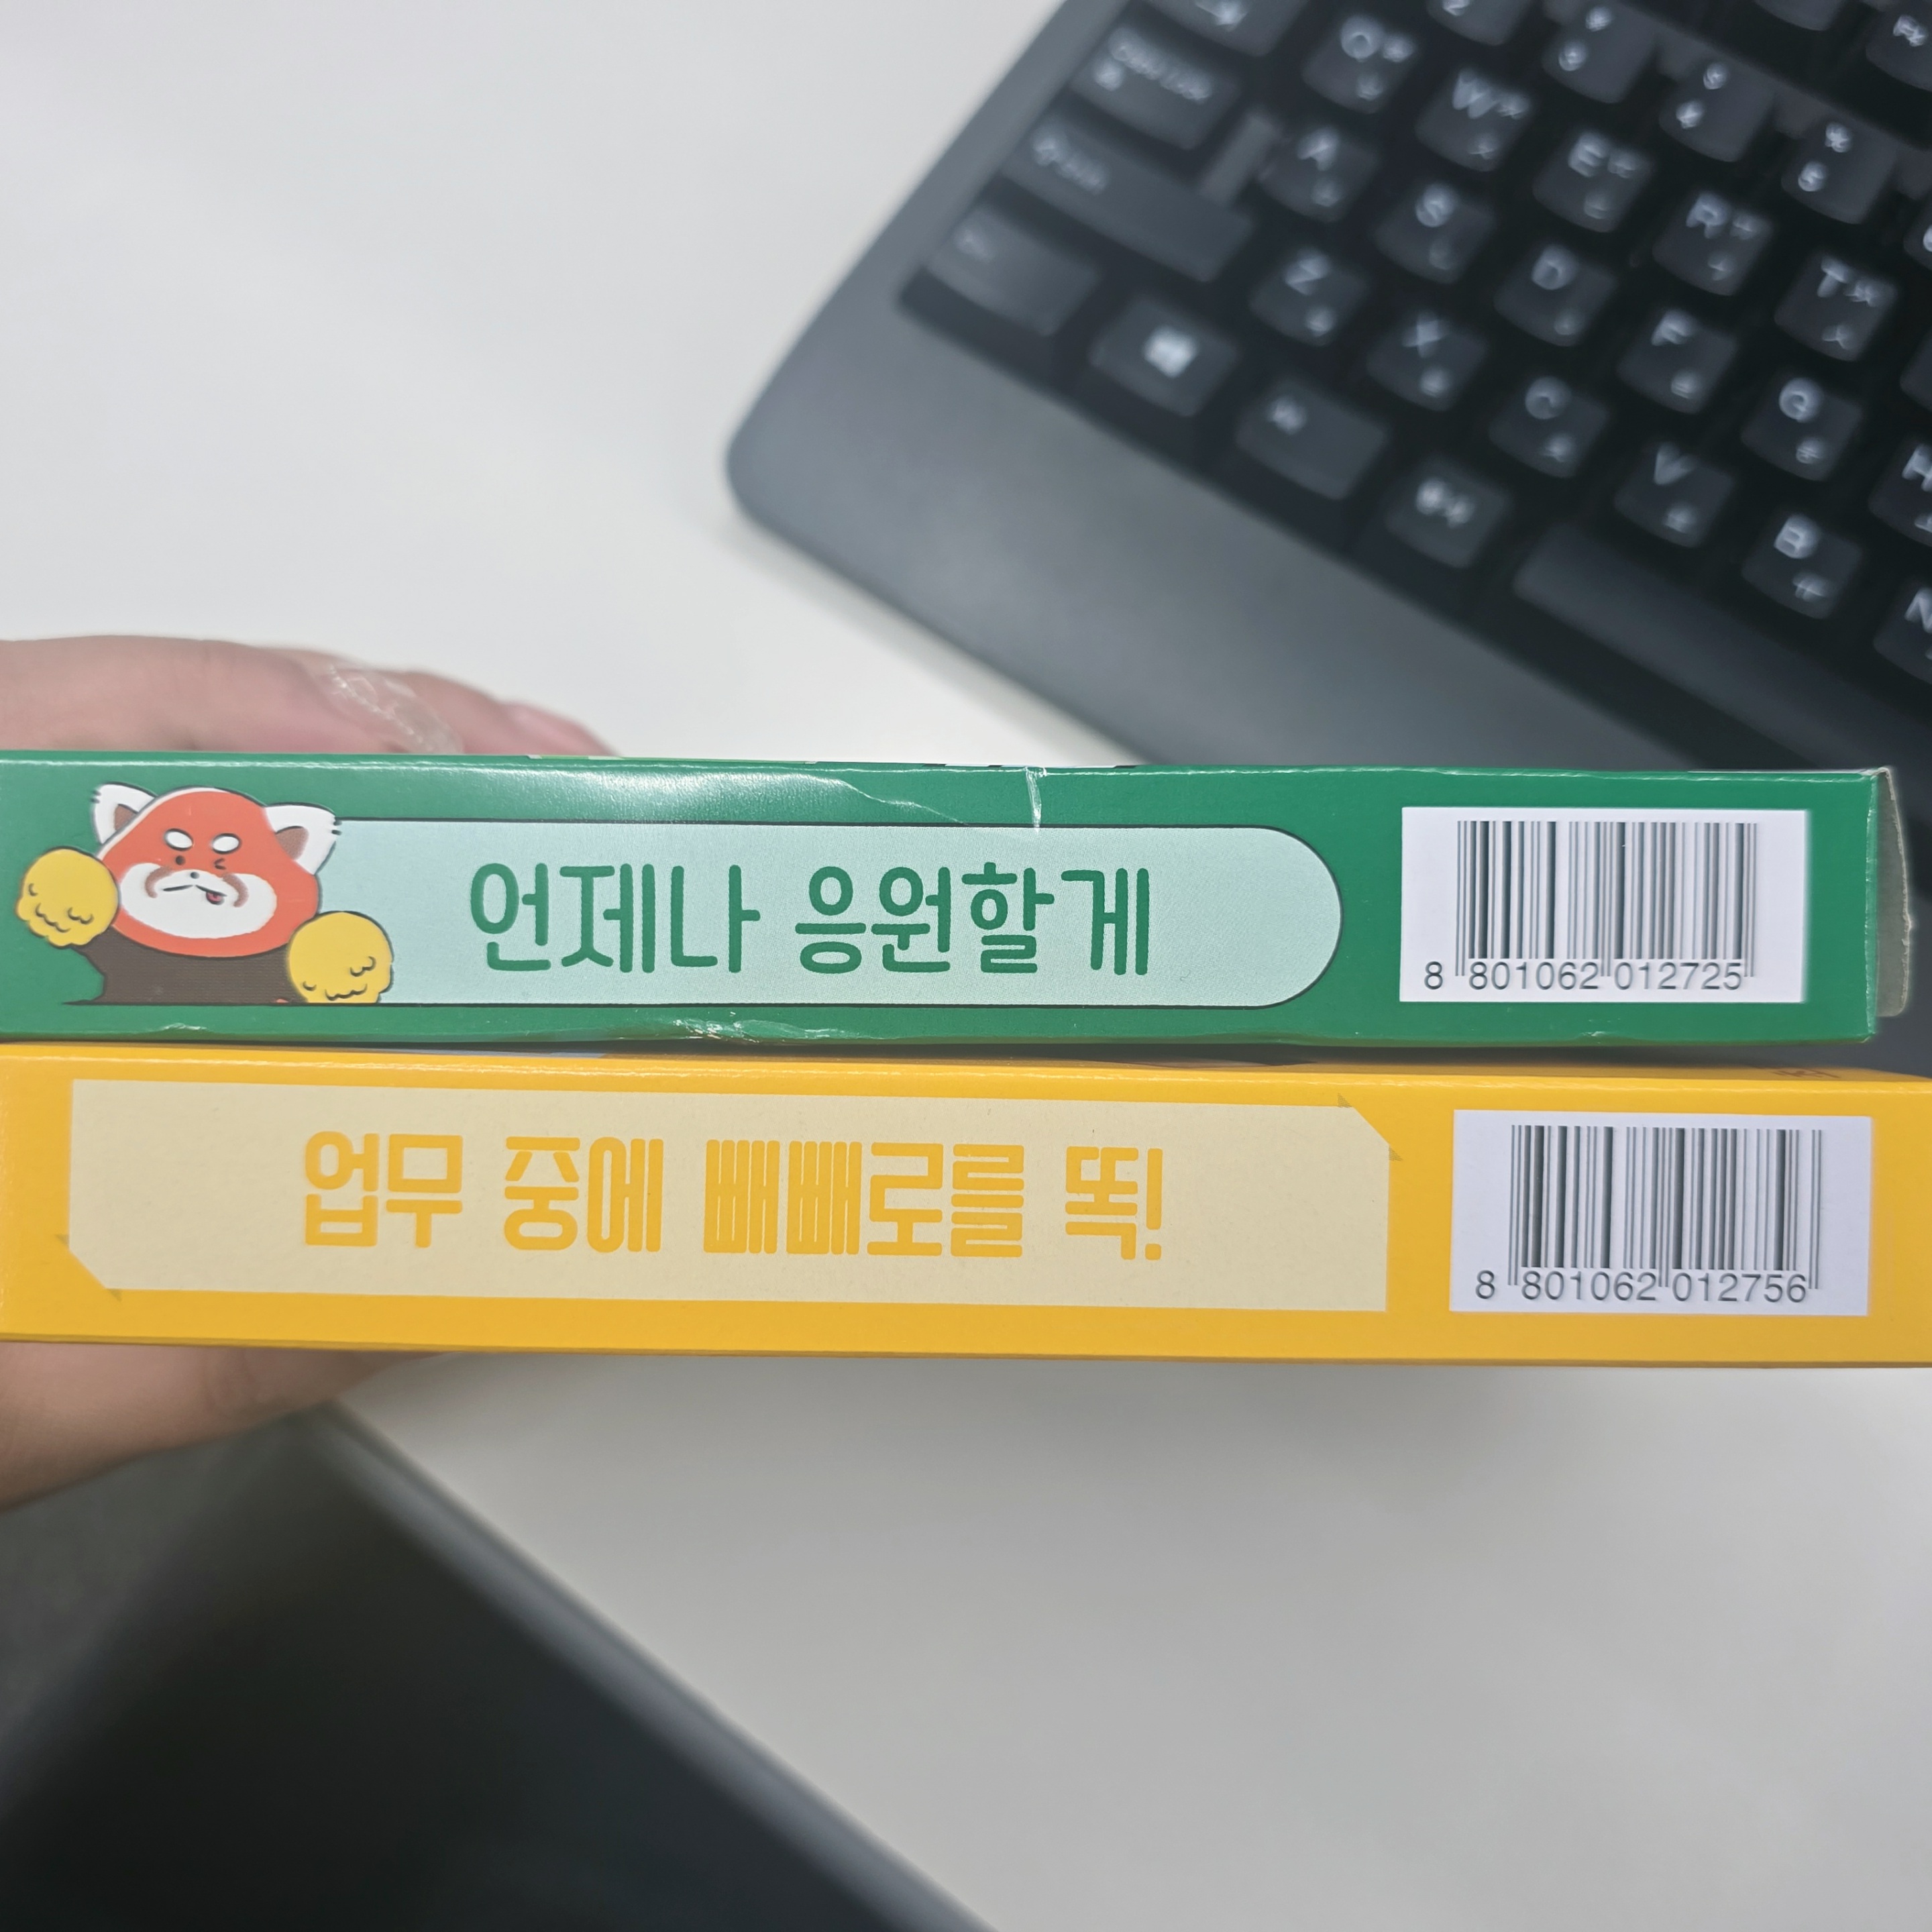 Q ㅂ
W ㅈ
E ㄷ
R ㄱ
T ㅅ
A ㅁ
S ㄴ
D ㅇ
F ㄹ
G ㅎ
Z ㅋ
X ㅌ
C ㅊ
V ㅍ
B ㅠ
언제나 응원할게
8 801062 012725
업무 중에 빼빼로를 똭!
8 801062 012756